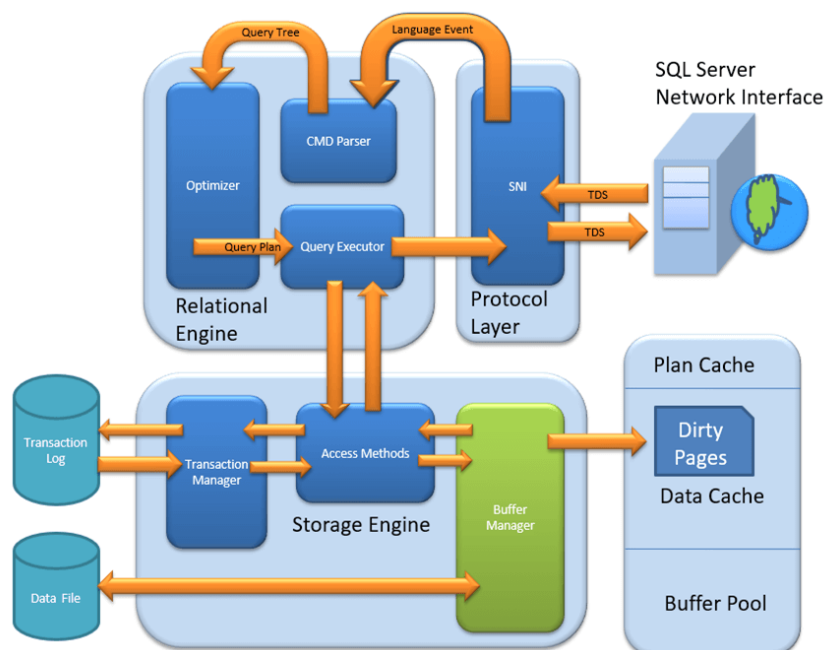 Query Tree
Language Event
SQL Server
Network Interface
CMD Parser
Optimizer
SNI
TDS
TDS
Query Plan
Query Executor
Relational
Engine
Protocol
Layer
Plan Cache
Dirty
Pages
Data Cache
Buffer Pool
Transaction
Log
Transaction
Manager
Access Methods
Storage Engine
Buffer
Manager
Data File